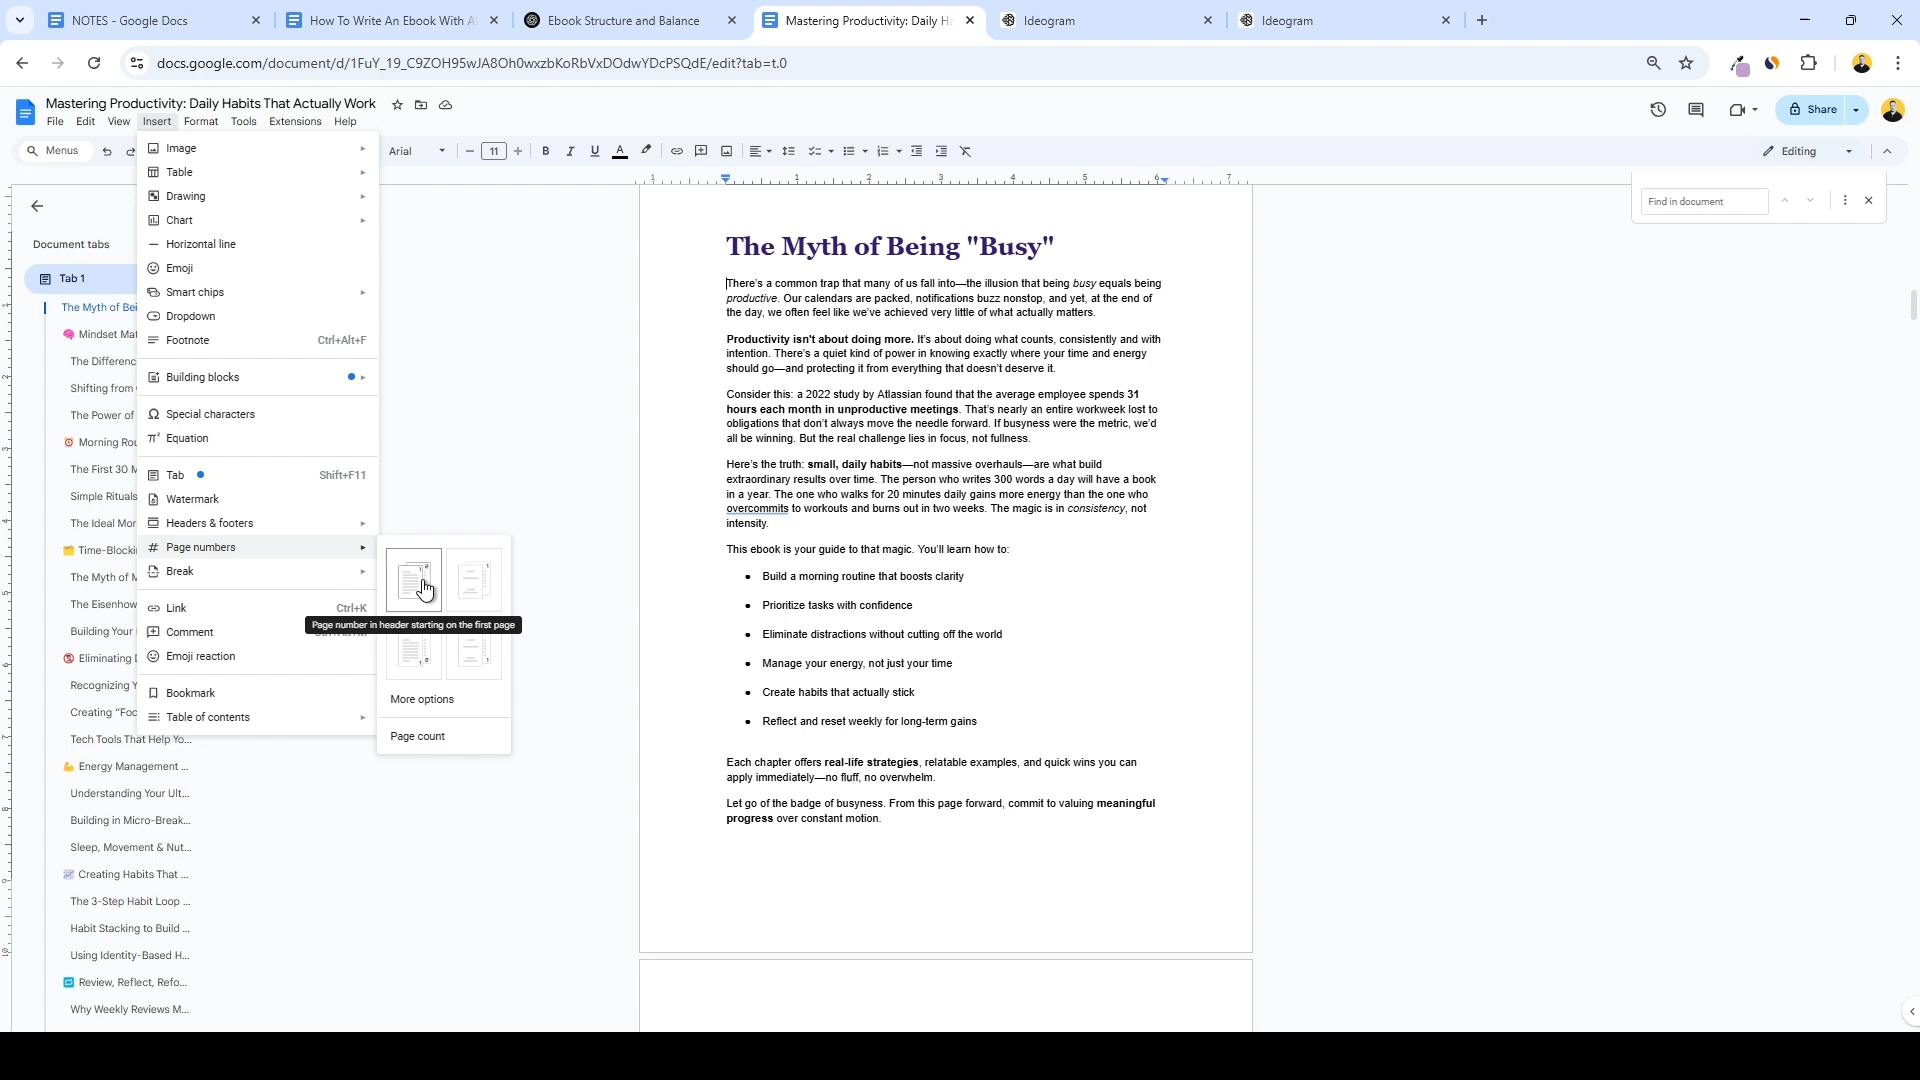 NOTES - Google Docs
How To Write An Ebook With A
Ebook Structure and Balance
Mastering Productivity: Daily Ha
Ideogram
Ideogram
docs.google.com/document/d/1FuY_19_C9ZOH95wJA8Oh0wxzbKoRbVxDOdwYDcPSQdE/edit?tab=t.0
Mastering Productivity: Daily Habits That Actually Work
File Edit View Insert Format Tools Extensions Help
Share
Menus
Arial
11
Editing
Document tabs
Tab 1
The Myth of Bei
Mindset Mat
The Differenc
Shifting from
The Power of
Morning Rou
The First 30 M
Simple Rituals
The Ideal Mor
Time-Blocki
The Myth of M
The Eisenhow
Building Your
Eliminating D
Recognizing Y
Creating “Foc
Tech Tools That Help Yo...
Energy Management ...
Understanding Your Ult...
Building in Micro-Break...
Sleep, Movement & Nut...
Creating Habits That ...
The 3-Step Habit Loop ...
Habit Stacking to Build ...
Using Identity-Based H...
Review, Reflect, Refo...
Why Weekly Reviews M...
Image
Table
Drawing
Chart
Horizontal line
Emoji
Smart chips
Dropdown
Footnote Ctrl+Alt+F
Building blocks
Special characters
Equation
Tab Shift+F11
Watermark
Headers & footers
Page numbers
Break
Link Ctrl+K
Comment
Emoji reaction
Bookmark
Table of contents
Page number in header starting on the first page
More options
Page count
1 1 2 3 4 5 6 7
Find in document
The Myth of Being "Busy"
There’s a common trap that many of us fall into—the illusion that being busy equals being
productive. Our calendars are packed, notifications buzz nonstop, and yet, at the end of
the day, we often feel like we’ve achieved very little of what actually matters.
Productivity isn’t about doing more. It’s about doing what counts, consistently and with
intention. There’s a quiet kind of power in knowing exactly where your time and energy
should go—and protecting it from everything that doesn’t deserve it.
Consider this: a 2022 study by Atlassian found that the average employee spends 31
hours each month in unproductive meetings. That’s nearly an entire workweek lost to
obligations that don’t always move the needle forward. If busyness were the metric, we’d
all be winning. But the real challenge lies in focus, not fullness.
Here’s the truth: small, daily habits—not massive overhauls—are what build
extraordinary results over time. The person who writes 300 words a day will have a book
in a year. The one who walks for 20 minutes daily gains more energy than the one who
overcommits to workouts and burns out in two weeks. The magic is in consistency, not
intensity.
This ebook is your guide to that magic. You’ll learn how to:
Build a morning routine that boosts clarity
Prioritize tasks with confidence
Eliminate distractions without cutting off the world
Manage your energy, not just your time
Create habits that actually stick
Reflect and reset weekly for long-term gains
Each chapter offers real-life strategies, relatable examples, and quick wins you can
apply immediately—no fluff, no overwhelm.
Let go of the badge of busyness. From this page forward, commit to valuing meaningful
progress over constant motion.